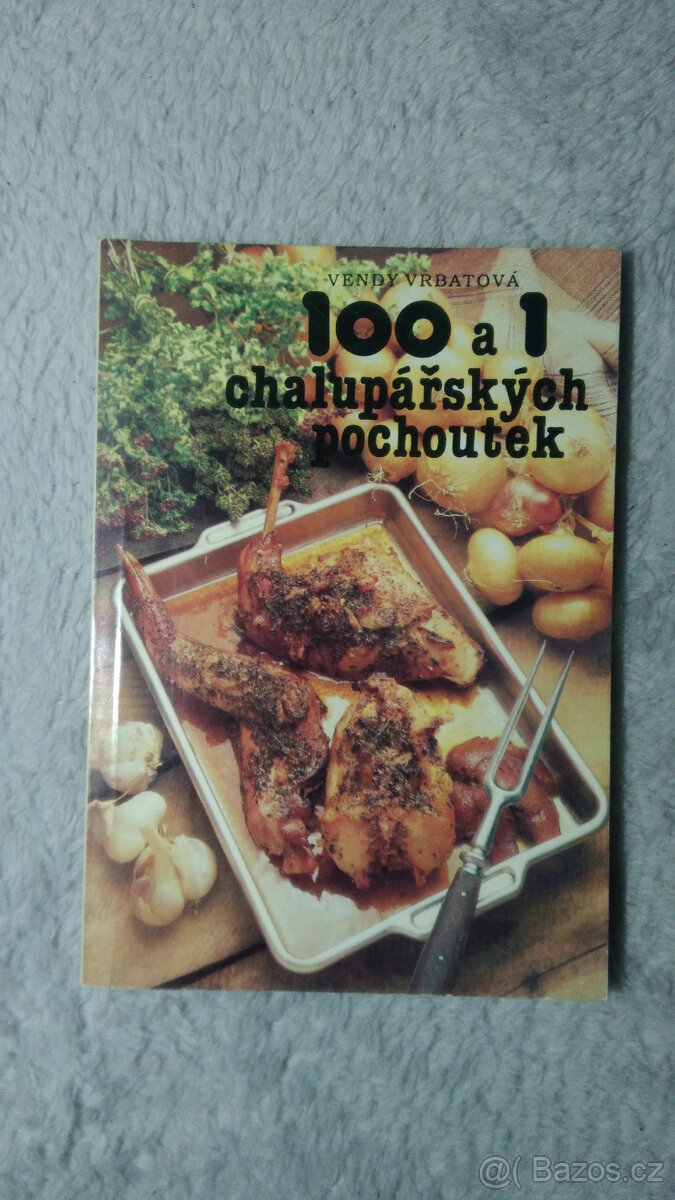 VENDY VRBATOVÁ
100 a 1
chalupářských
pochoutek
@( Bazos.cz